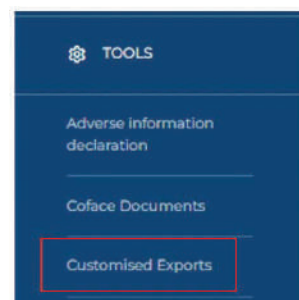 TOOLS
Adverse information
declaration
Coface Documents
Customised Exports